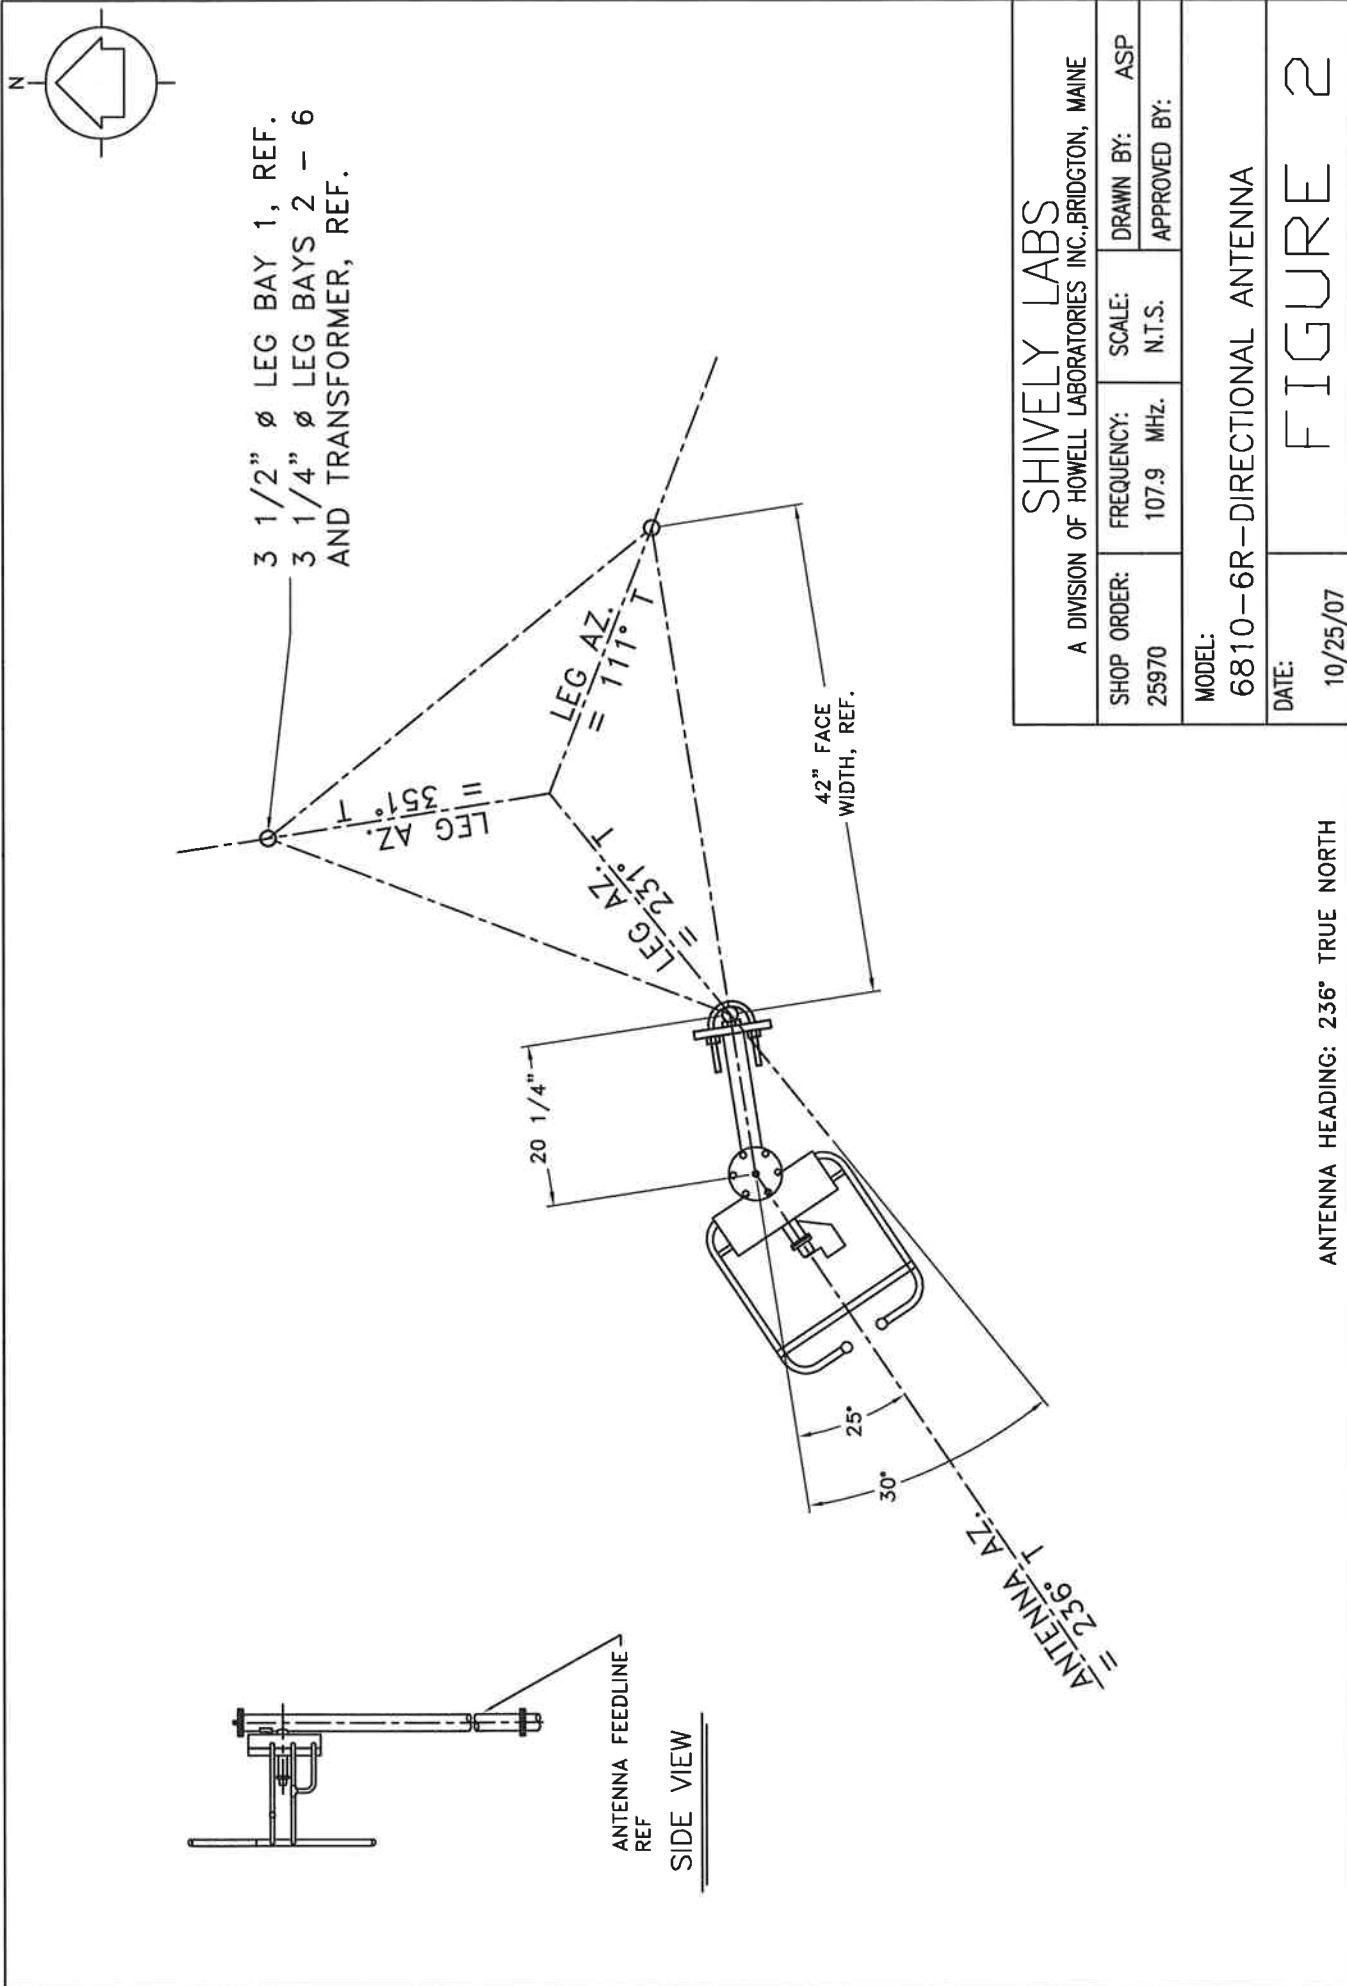 N
3 1/2" ø LEG BAY 1, REF.
3 1/4" ø LEG BAYS 2 - 6
AND TRANSFORMER, REF.
LEG AZ.
= 351° T
LEG AZ.
= 111° T
LEG AZ.
= 231° T
20 1/4"
42" FACE
WIDTH, REF.
25°
30°
ANTENNA AZ.
= 236° T
ANTENNA FEEDLINE
REF
SIDE VIEW
ANTENNA HEADING: 236° TRUE NORTH
SHIVELY LABS
A DIVISION OF HOWELL LABORATORIES INC.,BRIDGTON, MAINE
SHOP ORDER:
25970
FREQUENCY:
107.9 MHz.
SCALE:
N.T.S.
DRAWN BY: ASP
APPROVED BY:
MODEL:
6810-6R-DIRECTIONAL ANTENNA
DATE:
10/25/07
FIGURE 2